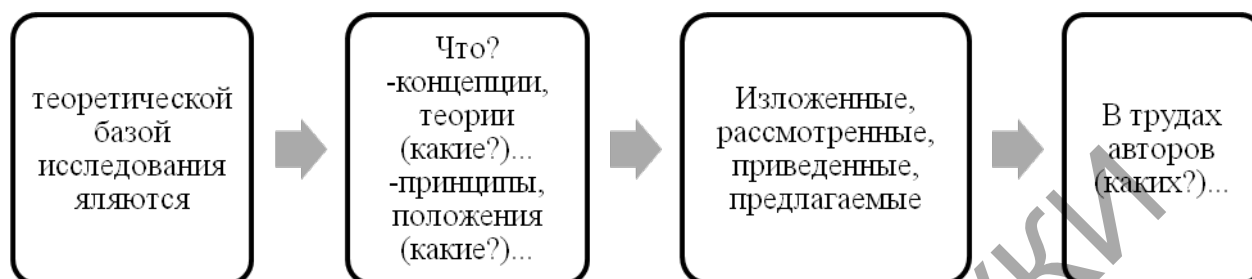 теоретической
базой
исследования
яляются
Что?
-концепции,
теории
(какие?)...
-принципы,
положения
(какие?)...
Изложенные,
рассмотренные,
приведенные,
предлагаемые
В трудах
авторов
(каких?)...